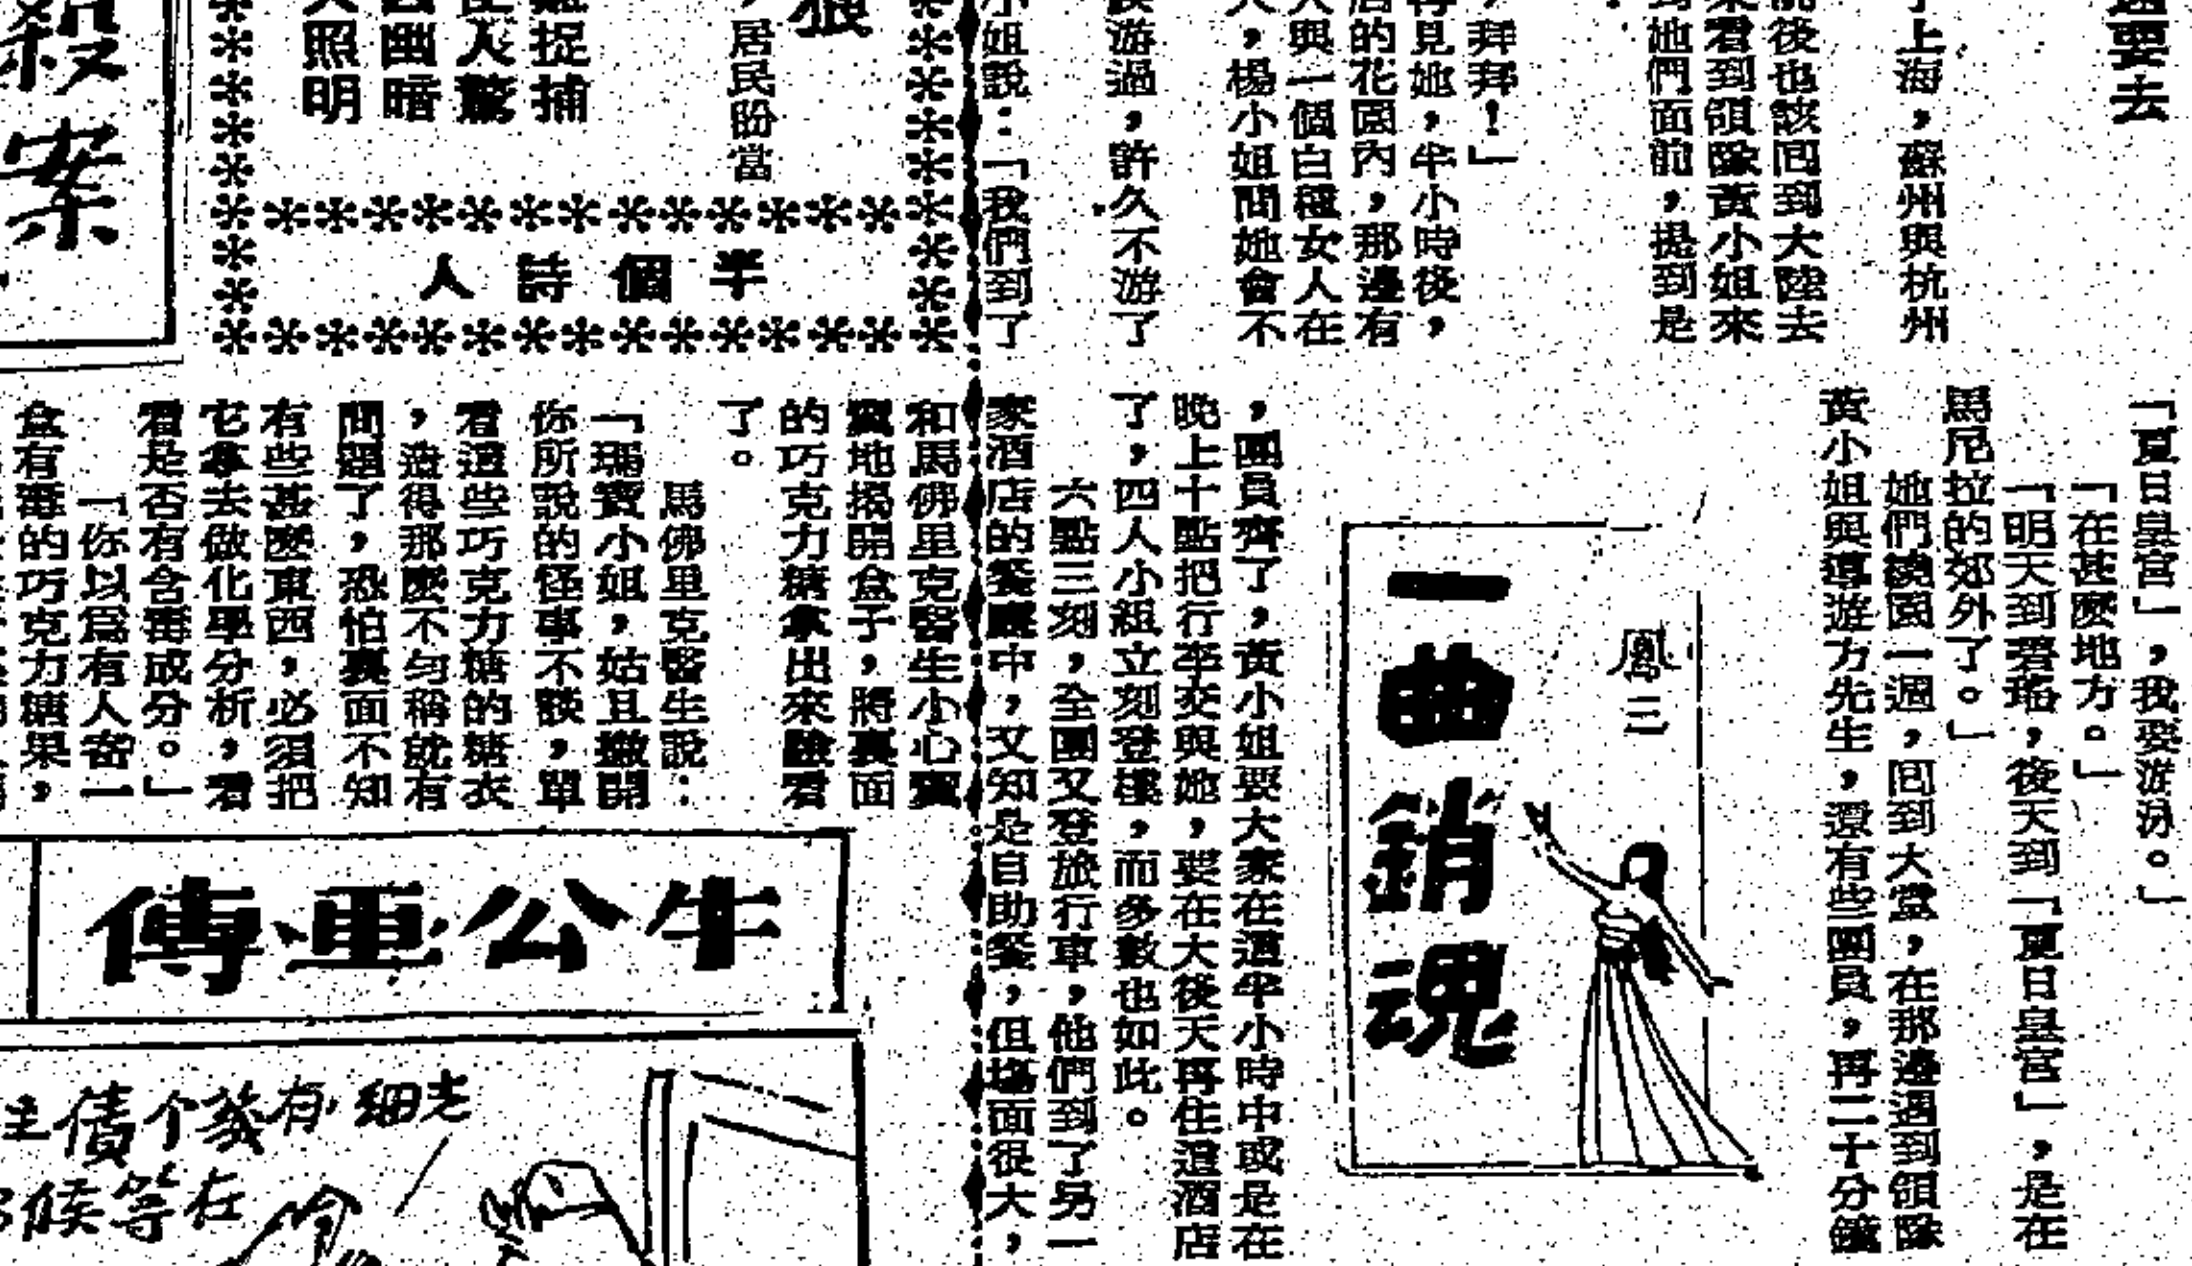 要去
上海，蘇州與杭州
後也該回到大陸去
看到領隊黃小姐來
她們面前，提到是
，拜拜！」
見她，半小時後，
的花園內，那邊有
與一個白種女人在
，楊小姐問她會不
游過，許久不游了
小姐說：「我們到了
「夏日皇宮」，我要游泳。」
「在甚麼地方。」
「明天到碧瑤，後天到「夏日皇宮」，是在
馬尼拉的郊外了。」
她們繞園一週，回到大堂，在那邊遇到領隊
黃小姐與導遊方先生，還有些團員，再二十分鐘
鳳三
一曲銷魂
，團員齊了，黃小姐要大家在這半小時中或是在
晚上十點把行李交與她，要在大後天再住這酒店
了，四人小組立刻登樓，而多數也如此。
六點三刻，全團又登旅行車，他們到了另一
家酒店的餐廳中，又知是自助餐，但場面很大，
狼
，居民盼當
捉捕
人驚
幽暗
照明
半個詩人
殺案
和馬佛里克醫生小心翼
翼地揭開盒子，將裏面
的巧克力糖拿出來驗看
了。
馬佛里克醫生說：
「瑪寶小姐，姑且撇開
你所說的怪事不談，單
看這些巧克力糖的糖衣
，造得那麼不勻稱就有
問題了，恐怕裏面不知
有些甚麼東西，必須把
它拿去做化學分析，看
看是否有含毒成分。」
「你以為有人寄一
盒有毒的巧克力糖果，
牛公亜傳
老細有幾个債主
在等候